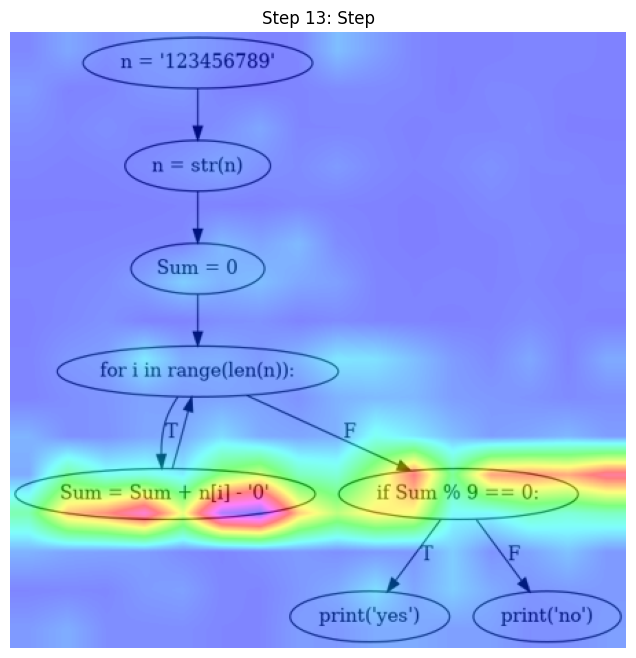 Step 13: Step
n = '123456789'
n = str(n)
Sum = 0
for i in range(len(n)):
T
F
Sum = Sum + n[i] - '0'
if Sum % 9 == 0:
T
F
print('yes')
print('no')